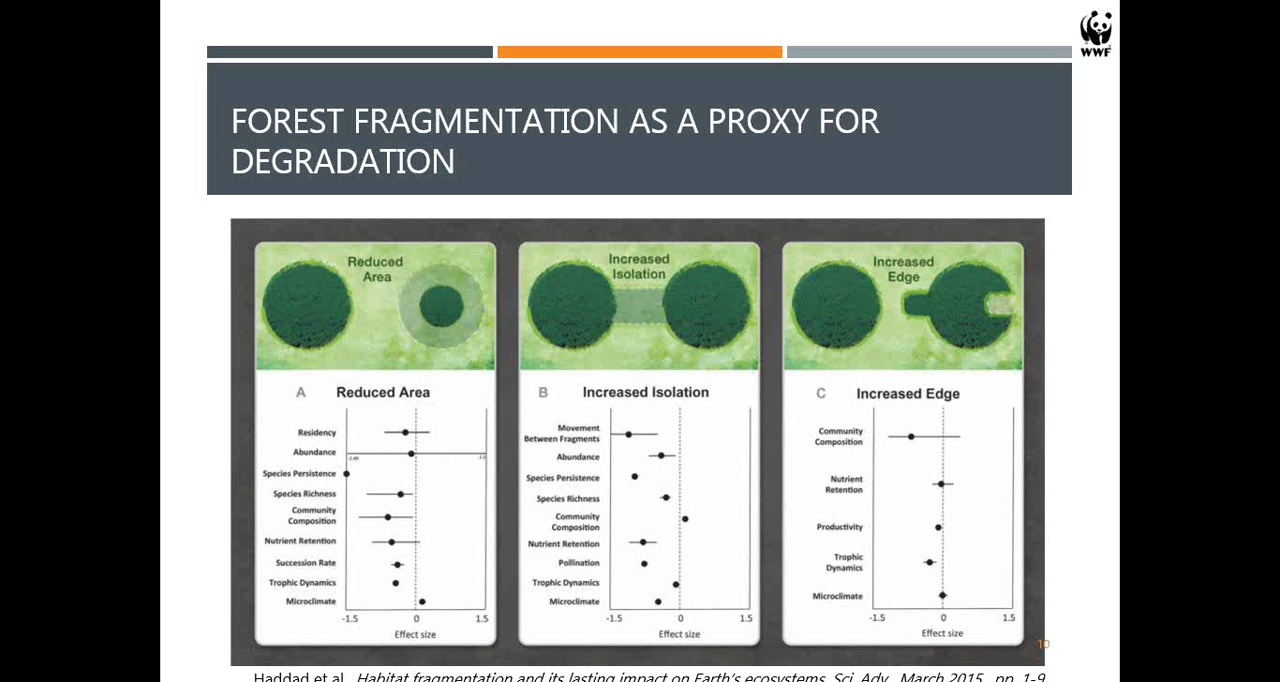 WWF
FOREST FRAGMENTATION AS A PROXY FOR
DEGRADATION
Reduced
Area
A Reduced Area
Residency
Abundance
Species Persistence
Species Richness
Community
Composition
Nutrient Retention
Succession Rate
Trophic Dynamics
Microclimate
-1.5 0 1.5
Effect size
Increased
Isolation
B Increased Isolation
Movement
Between Fragments
Abundance
Species Persistence
Species Richness
Community
Composition
Nutrient Retention
Pollination
Trophic Dynamics
Microclimate
-1.5 0 1.5
Effect size
Increased
Edge
C Increased Edge
Community
Composition
Nutrient
Retention
Productivity
Trophic
Dynamics
Microclimate
-1.5 0 1.5
Effect size
10
Haddad et al., Habitat fragmentation and its lasting impact on Earth's ecosystems, Sci. Adv., March 2015, pp. 1-9